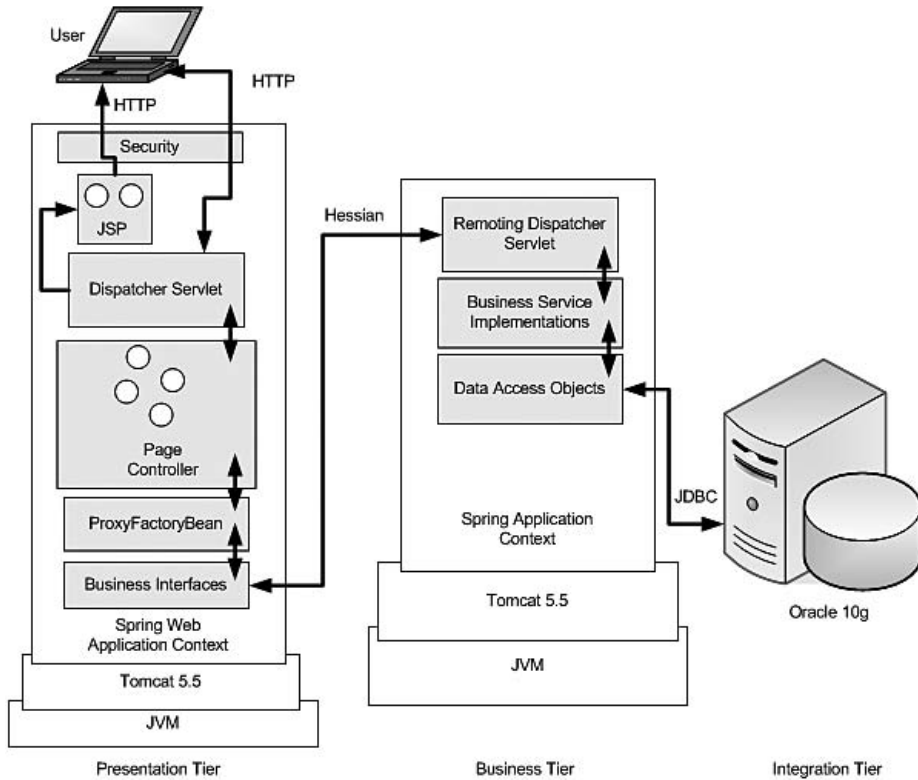 User
HTTP
HTTP
Security
JSP
Dispatcher Servlet
Page
Controller
ProxyFactoryBean
Business Interfaces
Spring Web
Application Context
Tomcat 5.5
JVM
Presentation Tier
Hessian
Remoting Dispatcher
Servlet
Business Service
Implementations
Data Access Objects
Spring Application
Context
Tomcat 5.5
JVM
Business Tier
JDBC
Oracle 10g
Integration Tier